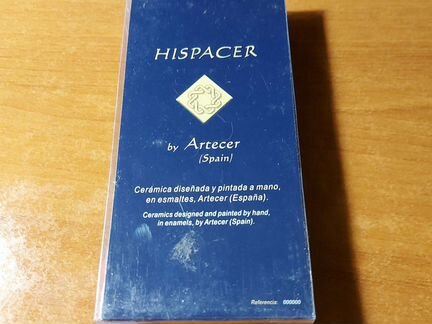 HISPACER
by Artecer
(Spain)
Cerámica diseñada y pintada a mano,
en esmaltes, Artecer (España).
Ceramics designed and painted by hand,
in enamels, by Artecer (Spain).
Referencia: 000000